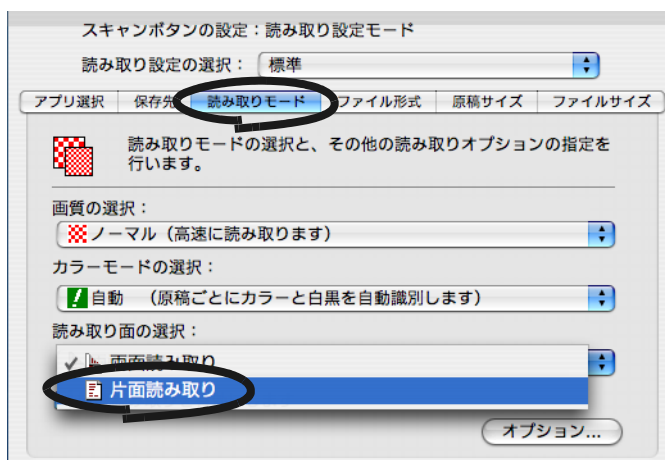 スキャンボタンの設定：読み取り設定モード
読み取り設定の選択： 標準
アプリ選択 保存先 読み取りモード ファイル形式 原稿サイズ ファイルサイズ
読み取りモードの選択と、その他の読み取りオプションの指定を
行います。
画質の選択：
ノーマル（高速に読み取ります）
カラーモードの選択：
自動 （原稿ごとにカラーと白黒を自動識別します）
読み取り面の選択：
両面読み取り
片面読み取り
オプション...